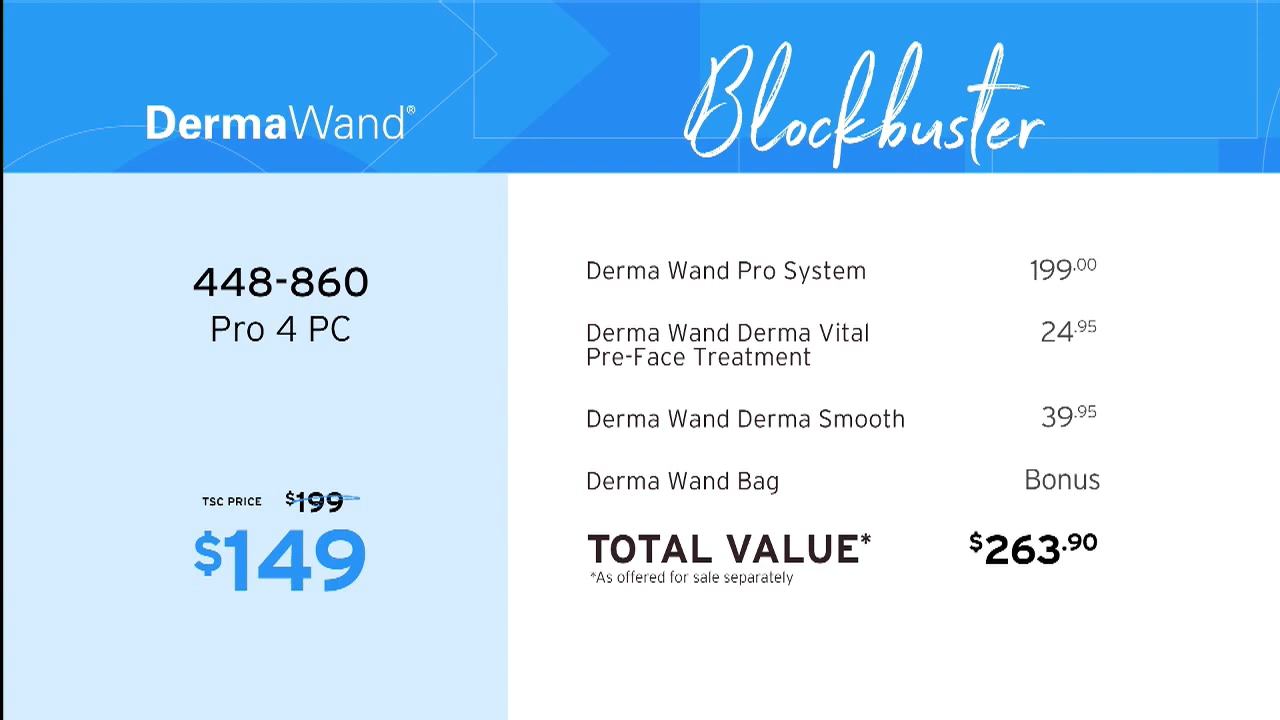 DermaWand®
Blockbuster
448-860
Pro 4 PC
TSC PRICE $199
$149
Derma Wand Pro System 199.00
Derma Wand Derma Vital
Pre-Face Treatment 24.95
Derma Wand Derma Smooth 39.95
Derma Wand Bag Bonus
TOTAL VALUE* $263.90
*As offered for sale separately